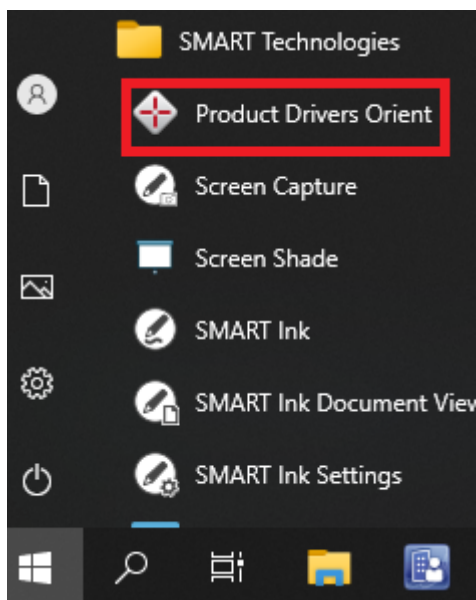 SMART Technologies
Product Drivers Orient
Screen Capture
Screen Shade
SMART Ink
SMART Ink Document View
SMART Ink Settings